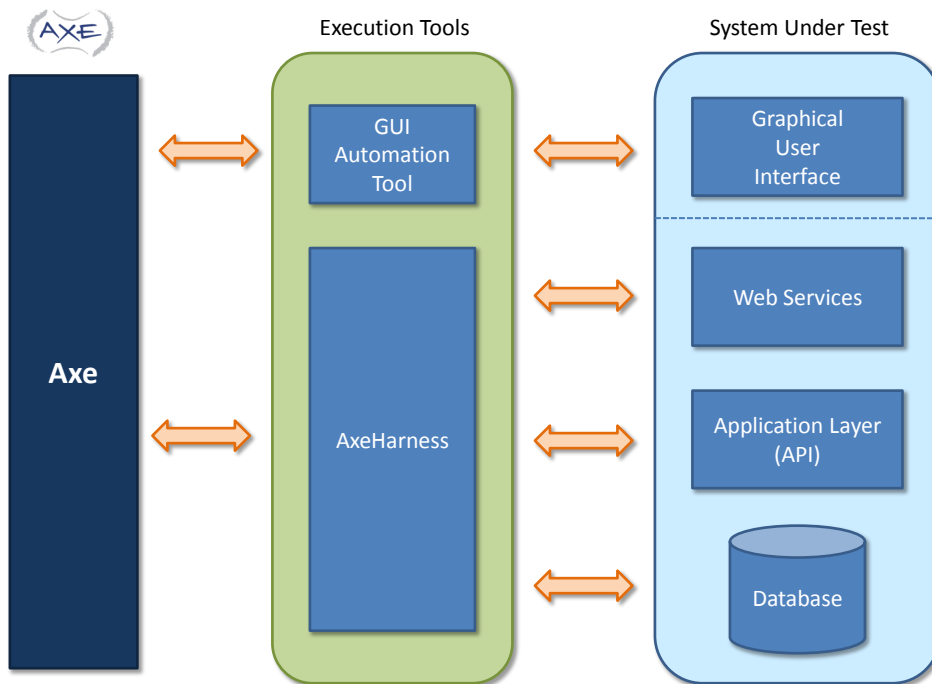 AXE
Execution Tools
System Under Test
GUI
Automation
Tool
Graphical
User
Interface
Web Services
Axe
AxeHarness
Application Layer
(API)
Database